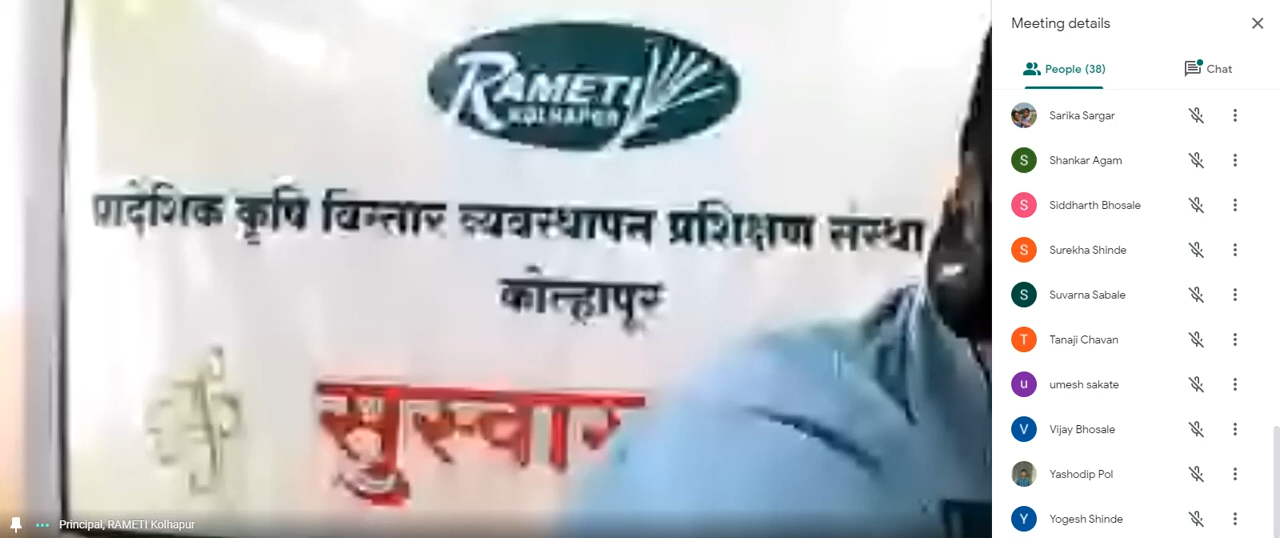 RAMETI
KOLHAPUR
प्रादेशिक कृषि विस्तार व्यवस्थापन प्रशिक्षण संस्था
कोल्हापूर
Principal, RAMETI Kolhapur
Meeting details
People (38)
Chat
Sarika Sargar
S Shankar Agam
S Siddharth Bhosale
S Surekha Shinde
S Suvarna Sabale
T Tanaji Chavan
u umesh sakate
V Vijay Bhosale
Yashodip Pol
Y Yogesh Shinde